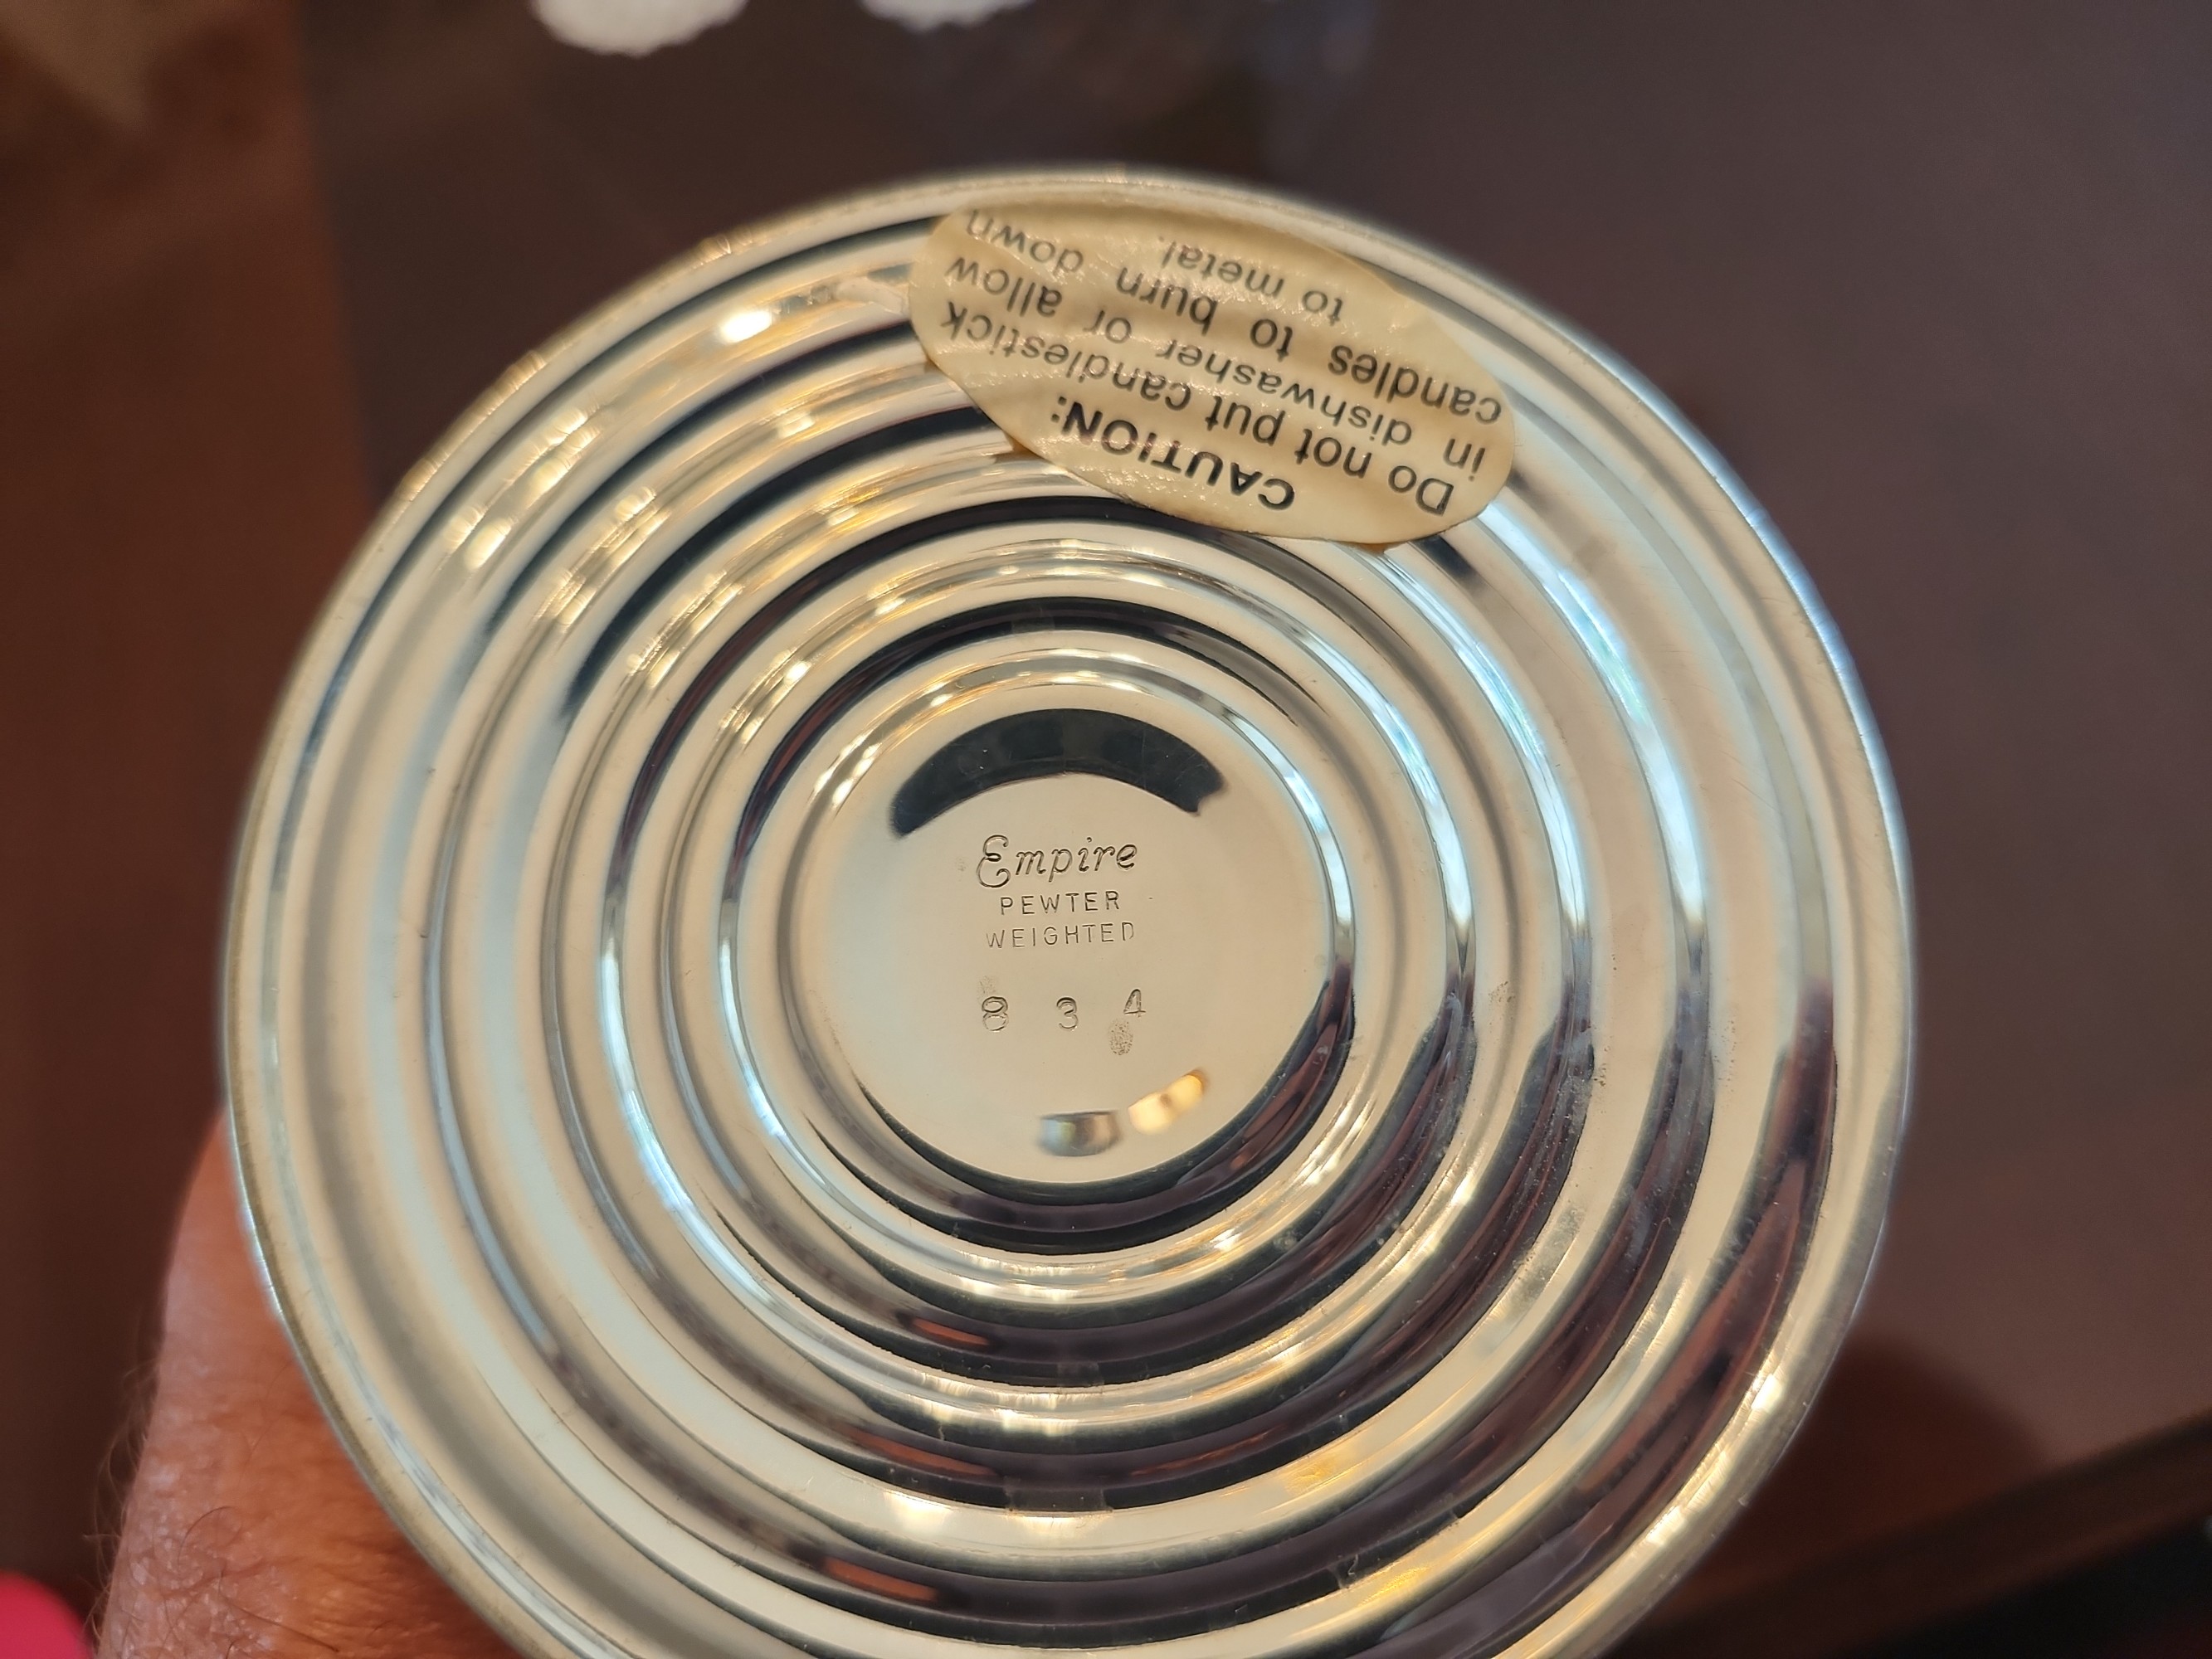 CAUTION:
Do not put candlestick
in dishwasher or allow
candles to burn down
to metal.
Empire
PEWTER
WEIGHTED
8 3 4